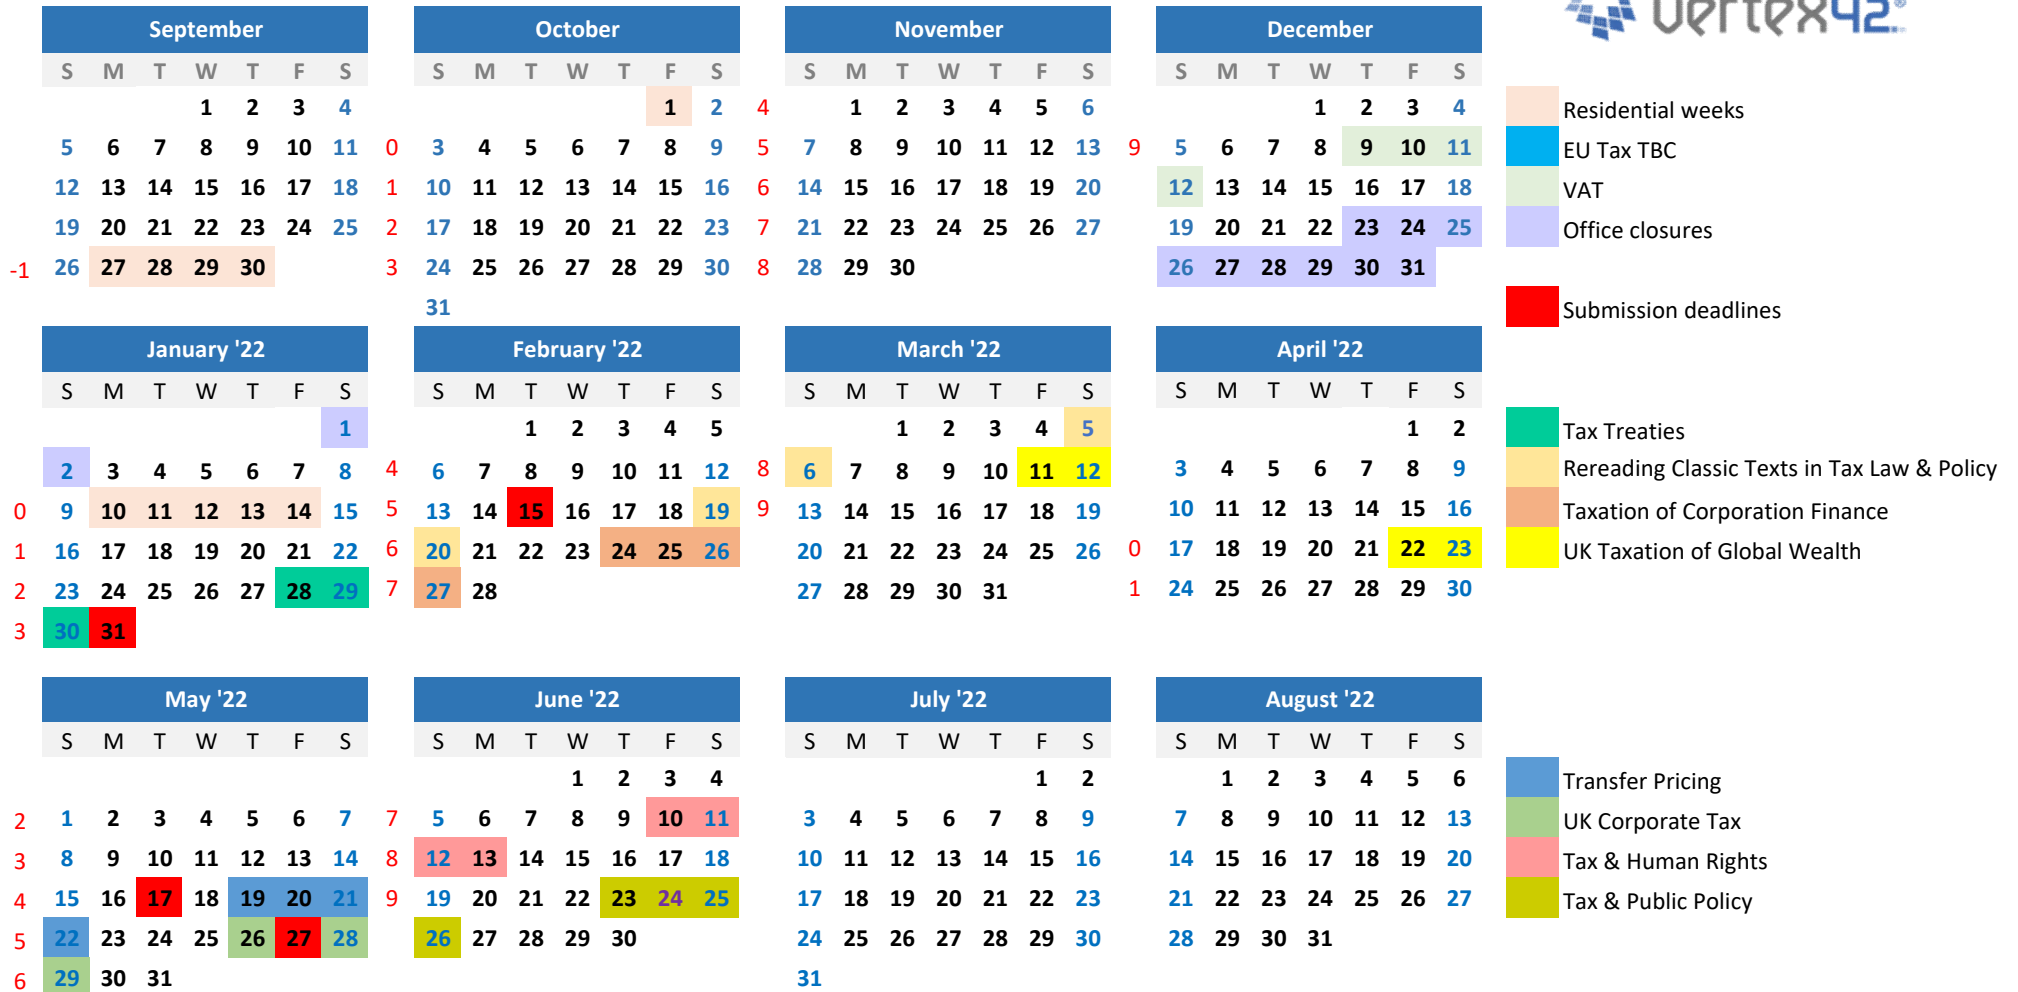 vertex42
September October November December
S M T W T F S S M T W T F S S M T W T F S S M T W T F S
1 2 3 4 1 2 4 1 2 3 4 5 6 1 2 3 4 Residential weeks
5 6 7 8 9 10 11 0 3 4 5 6 7 8 9 5 7 8 9 10 11 12 13 9 5 6 7 8 9 10 11 EU Tax TBC
12 13 14 15 16 17 18 1 10 11 12 13 14 15 16 6 14 15 16 17 18 19 20 12 13 14 15 16 17 18 VAT
19 20 21 22 23 24 25 2 17 18 19 20 21 22 23 7 21 22 23 24 25 26 27 19 20 21 22 23 24 25 Office closures
-1 26 27 28 29 30 3 24 25 26 27 28 29 30 8 28 29 30 26 27 28 29 30 31
31 Submission deadlines
January '22 February '22 March '22 April '22
S M T W T F S S M T W T F S S M T W T F S S M T W T F S
1 1 2 3 4 5 1 2 3 4 5 1 2 Tax Treaties
2 3 4 5 6 7 8 4 6 7 8 9 10 11 12 8 6 7 8 9 10 11 12 3 4 5 6 7 8 9 Rereading Classic Texts in Tax Law & Policy
0 9 10 11 12 13 14 15 5 13 14 15 16 17 18 19 9 13 14 15 16 17 18 19 10 11 12 13 14 15 16 Taxation of Corporation Finance
1 16 17 18 19 20 21 22 6 20 21 22 23 24 25 26 20 21 22 23 24 25 26 0 17 18 19 20 21 22 23 UK Taxation of Global Wealth
2 23 24 25 26 27 28 29 7 27 28 27 28 29 30 31 1 24 25 26 27 28 29 30
3 30 31
May '22 June '22 July '22 August '22
S M T W T F S S M T W T F S S M T W T F S S M T W T F S
1 2 3 4 1 2 1 2 3 4 5 6 Transfer Pricing
2 1 2 3 4 5 6 7 7 5 6 7 8 9 10 11 3 4 5 6 7 8 9 7 8 9 10 11 12 13 UK Corporate Tax
3 8 9 10 11 12 13 14 8 12 13 14 15 16 17 18 10 11 12 13 14 15 16 14 15 16 17 18 19 20 Tax & Human Rights
4 15 16 17 18 19 20 21 9 19 20 21 22 23 24 25 17 18 19 20 21 22 23 21 22 23 24 25 26 27 Tax & Public Policy
5 22 23 24 25 26 27 28 26 27 28 29 30 24 25 26 27 28 29 30 28 29 30 31
6 29 30 31 31